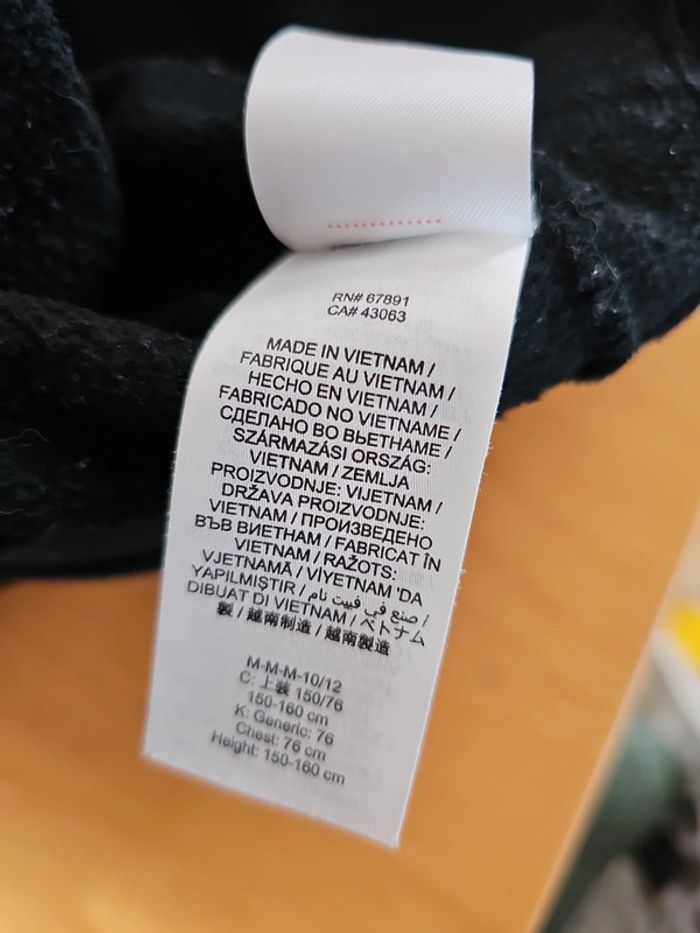 RN# 67891
CA# 43063
MADE IN VIETNAM /
FABRIQUE AU VIETNAM /
HECHO EN VIETNAM /
FABRICADO NO VIETNAME /
СДЕЛАНО ВО ВЬЕТНАМЕ /
SZÁRMAZÁSI ORSZÁG:
VIETNAM / ZEMLJA
PROIZVODNJE: VIJETNAM /
DRŽAVA PROIZVODNJE:
VIETNAM / ПРОИЗВЕДЕНО
ВЪВ ВИЕТНАМ / FABRICAT ÎN
VIETNAM / RAŽOTS:
VJETNAMĀ / VİYETNAM 'DA
YAPILMIŞTIR / صنع في فييت نام /
DIBUAT DI VIETNAM / ベトナム
製 / 越南制造 / 越南製造
M-M-M-10/12
C: 上装 150/76
150-160 cm
K: Generic: 76
Chest: 76 cm
Height: 150-160 cm